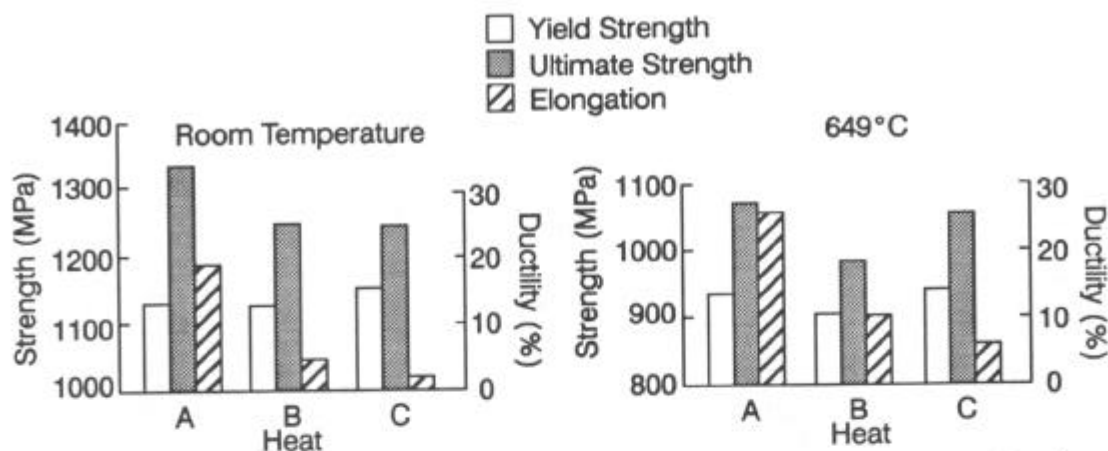 Yield Strength
Ultimate Strength
Elongation
Room Temperature
1400
1300
1200
1100
1000
Strength (MPa)
30
20
10
0
Ductility (%)
A B C
Heat
649°C
1100
1000
900
800
Strength (MPa)
30
20
10
0
Ductility (%)
A B C
Heat